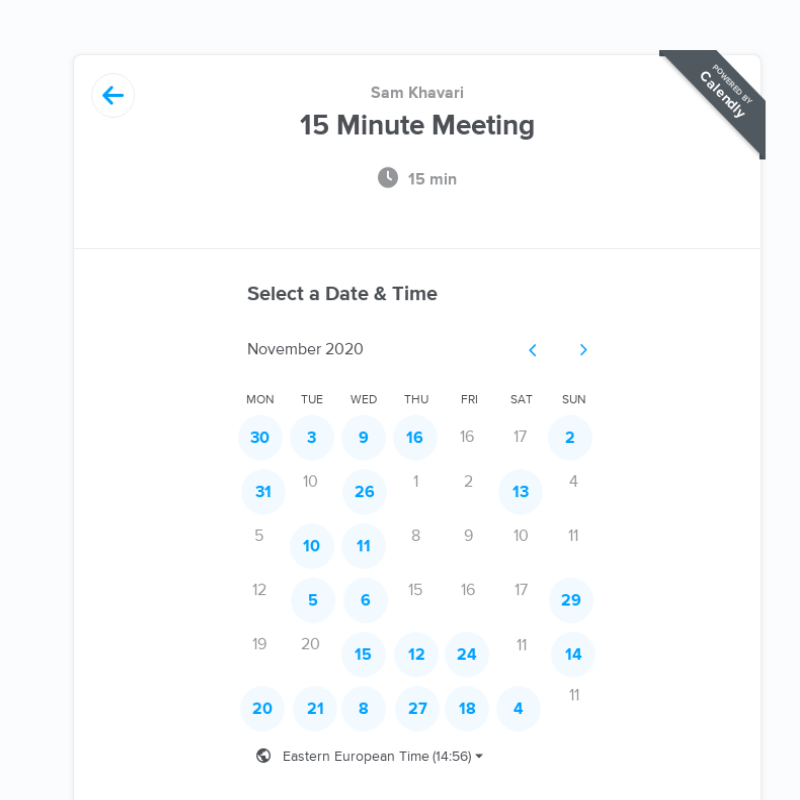 POWERED BY
Calendly
Sam Khavari
15 Minute Meeting
15 min
Select a Date & Time
November 2020
MON TUE WED THU FRI SAT SUN
30 3 9 16 16 17 2
31 10 26 1 2 13 4
5 10 11 8 9 10 11
12 5 6 15 16 17 29
19 20 15 12 24 11 14
20 21 8 27 18 4 11
Eastern European Time (14:56)